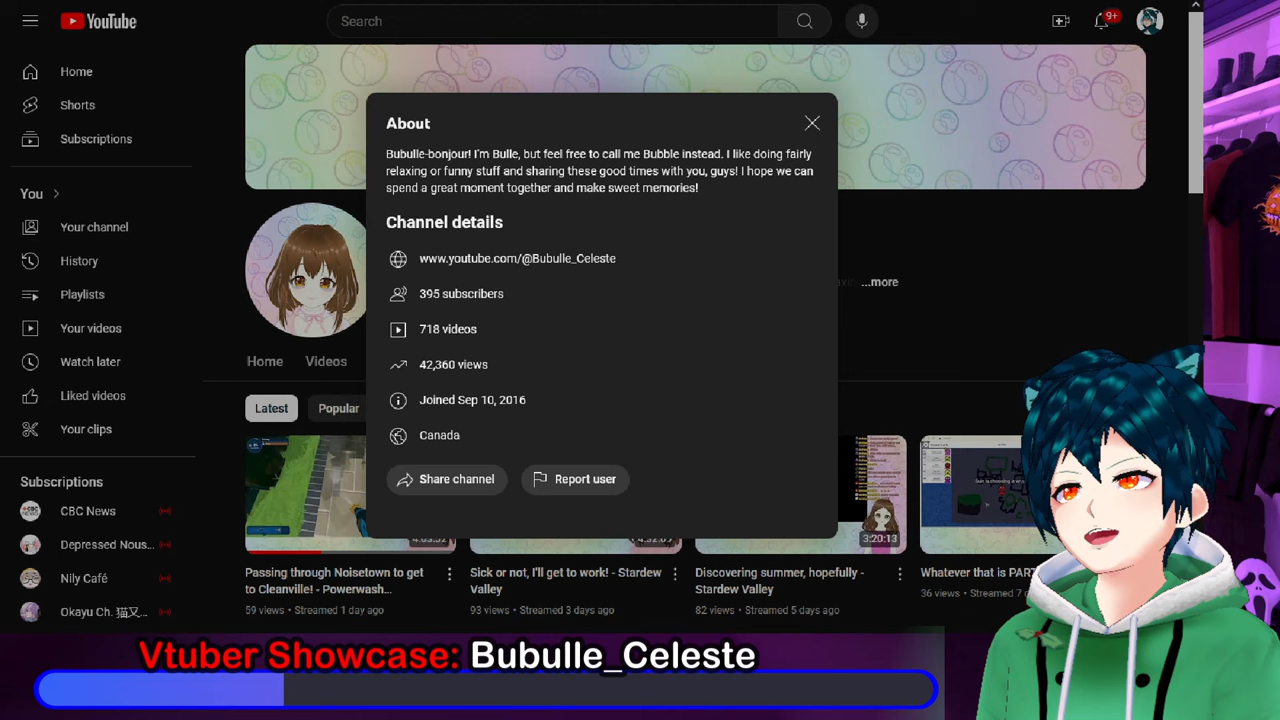 YouTube
Search
9+
Home
Shorts
Subscriptions
You
Your channel
History
Playlists
Your videos
Watch later
Liked videos
Your clips
Subscriptions
CBC News
Depressed Nous...
Nily Café
Okayu Ch. 猫又...
About
Bubulle-bonjour! I'm Bulle, but feel free to call me Bubble instead. I like doing fairly
relaxing or funny stuff and sharing these good times with you, guys! I hope we can
spend a great moment together and make sweet memories!
Channel details
www.youtube.com/@Bubulle_Celeste
395 subscribers
718 videos
42,360 views
Joined Sep 10, 2016
Canada
Share channel
Report user
...more
Home
Videos
Latest
Popular
3:20:13
Passing through Noisetown to get
to Cleanville! - Powerwash...
59 views • Streamed 1 day ago
Sick or not, I'll get to work! - Stardew
Valley
93 views • Streamed 3 days ago
Discovering summer, hopefully -
Stardew Valley
82 views • Streamed 5 days ago
Whatever that is PART
36 views • Streamed 7 d
Vtuber Showcase: Bubulle_Celeste